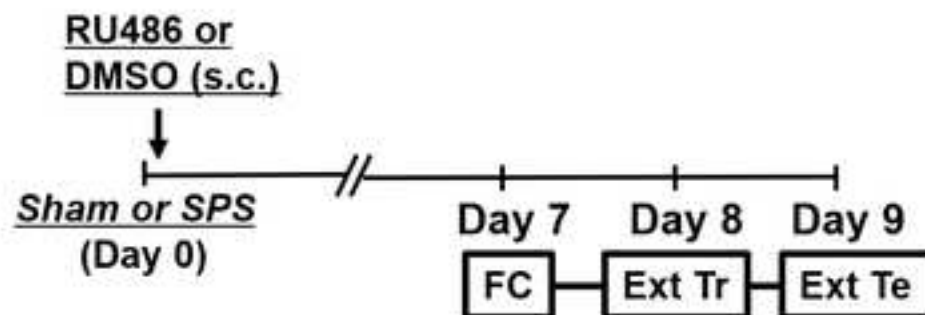 RU486 or
DMSO (s.c.)
Sham or SPS
(Day 0)
Day 7 Day 8 Day 9
FC Ext Tr Ext Te